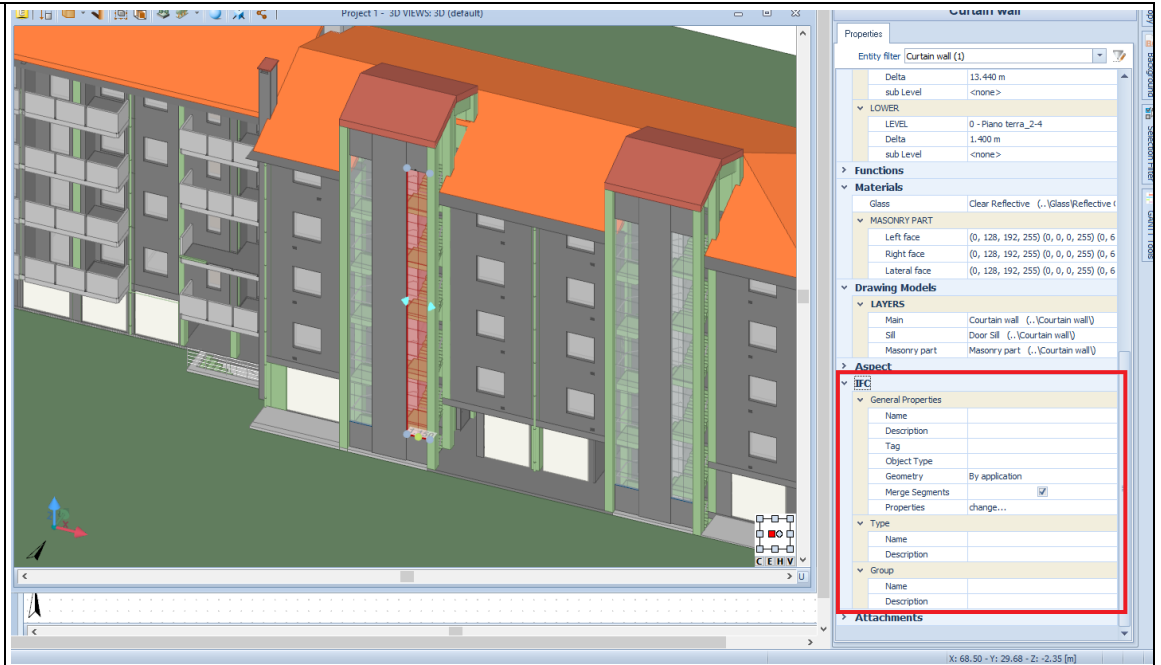 Project 1 - 3D VIEWS: 3D (default)
Curtain wall
Properties
Entity filter Curtain wall (1)
Delta 13.440 m
sub Level <none>
LOWER
LEVEL 0 - Piano terra_2-4
Delta 1.400 m
sub Level <none>
Functions
Materials
Glass Clear Reflective (..\Glass\Reflective (
MASONRY PART
Left face (0, 128, 192, 255) (0, 0, 0, 255) (0, 6
Right face (0, 128, 192, 255) (0, 0, 0, 255) (0, 6
Lateral face (0, 128, 192, 255) (0, 0, 0, 255) (0, 6
Drawing Models
LAYERS
Main Courtain wall (..\Courtain wall\)
Sill Door Sill (..\Courtain wall\)
Masonry part Masonry part (..\Courtain wall\)
Aspect
IFC
General Properties
Name
Description
Tag
Object Type
Geometry By application
Merge Segments
Properties change...
Type
Name
Description
Group
Name
Description
Attachments
Background
Selection Filter
GANTT Tools
C E H V
U
X: 68.50 - Y: 29.68 - Z: -2.35 [m]